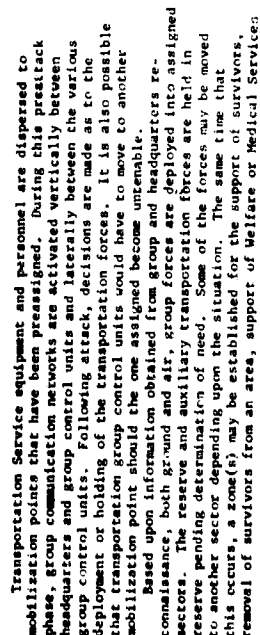 Transportation Service equipment and personnel are dispersed to
mobilization points that have been preassigned. During this preattack
phase, group communication networks are activated vertically between
headquarters and group control units and laterally between the various
group control units. Following attack, decisions are made as to the
deployment or holding of the transportation forces. It is also possible
that transportation group control units would have to move to another
mobilization point should the one assigned become untenable.
Based upon information obtained from group and headquarters re-
connaissance, both ground and air, group forces are deployed into assigned
sectors. The reserve and auxiliary transportation forces are held in
reserve pending determination of need. Some of the forces may be moved
to another sector depending upon the situation. The same time that
this occurs, a zone(s) may be established for the support of survivors,
removal of survivors from an area, support of Welfare or Medical Services